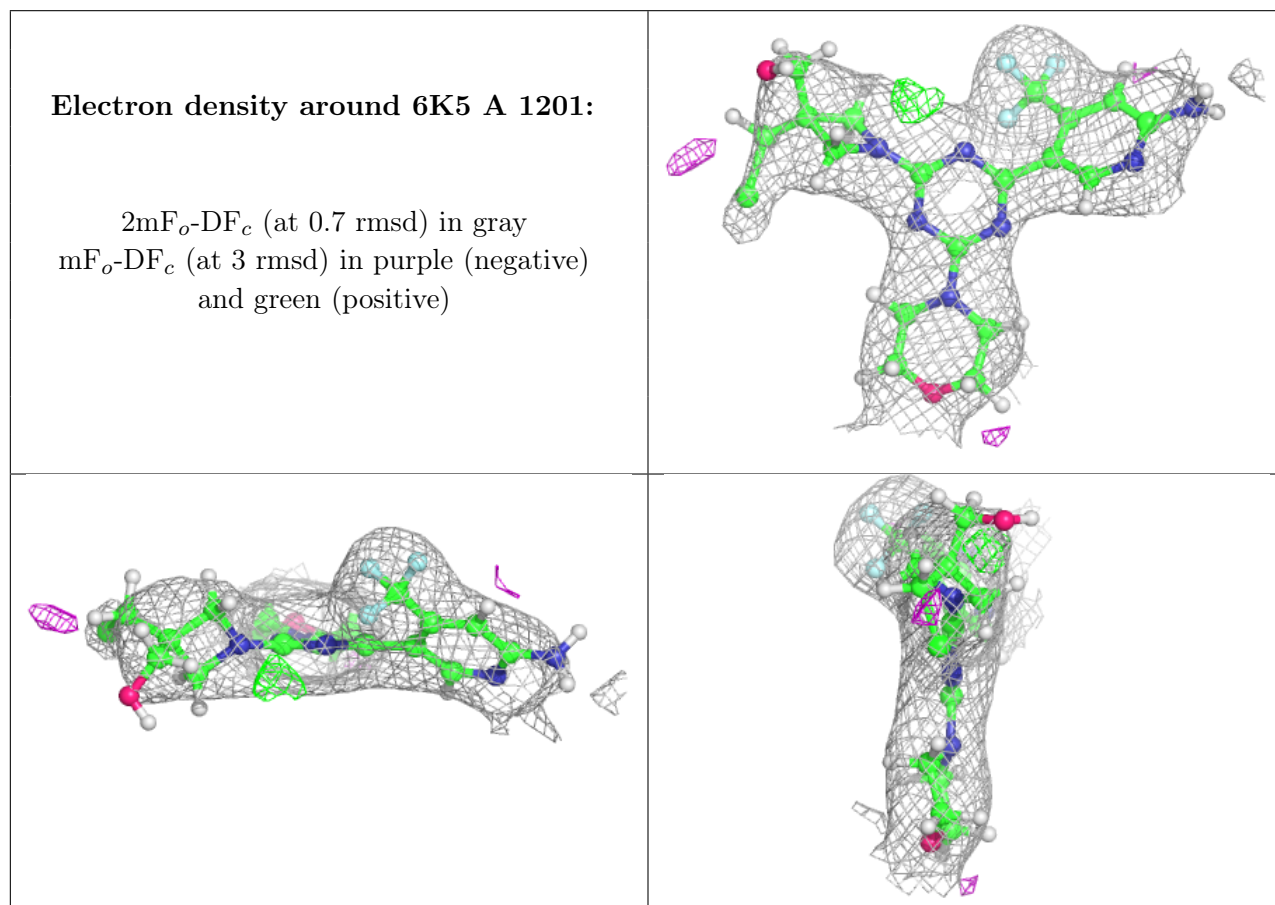 Electron density around 6K5 A 1201:
2mFo-DFc (at 0.7 rmsd) in gray
mFo-DFc (at 3 rmsd) in purple (negative)
and green (positive)